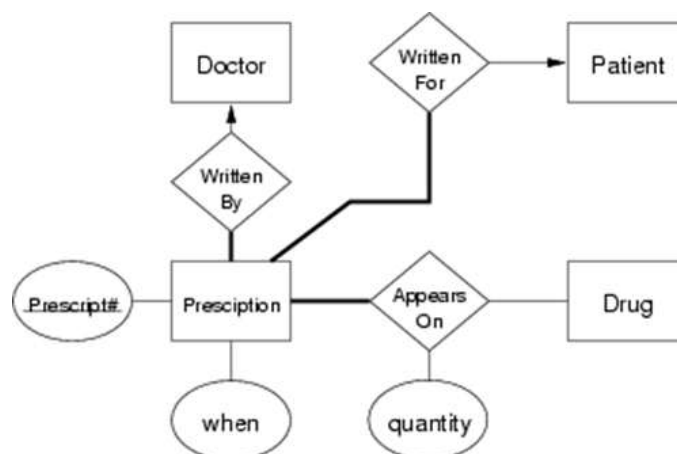 Doctor
Written
For
Patient
Written
By
Prescript#
Presciption
Appears
On
Drug
when
quantity